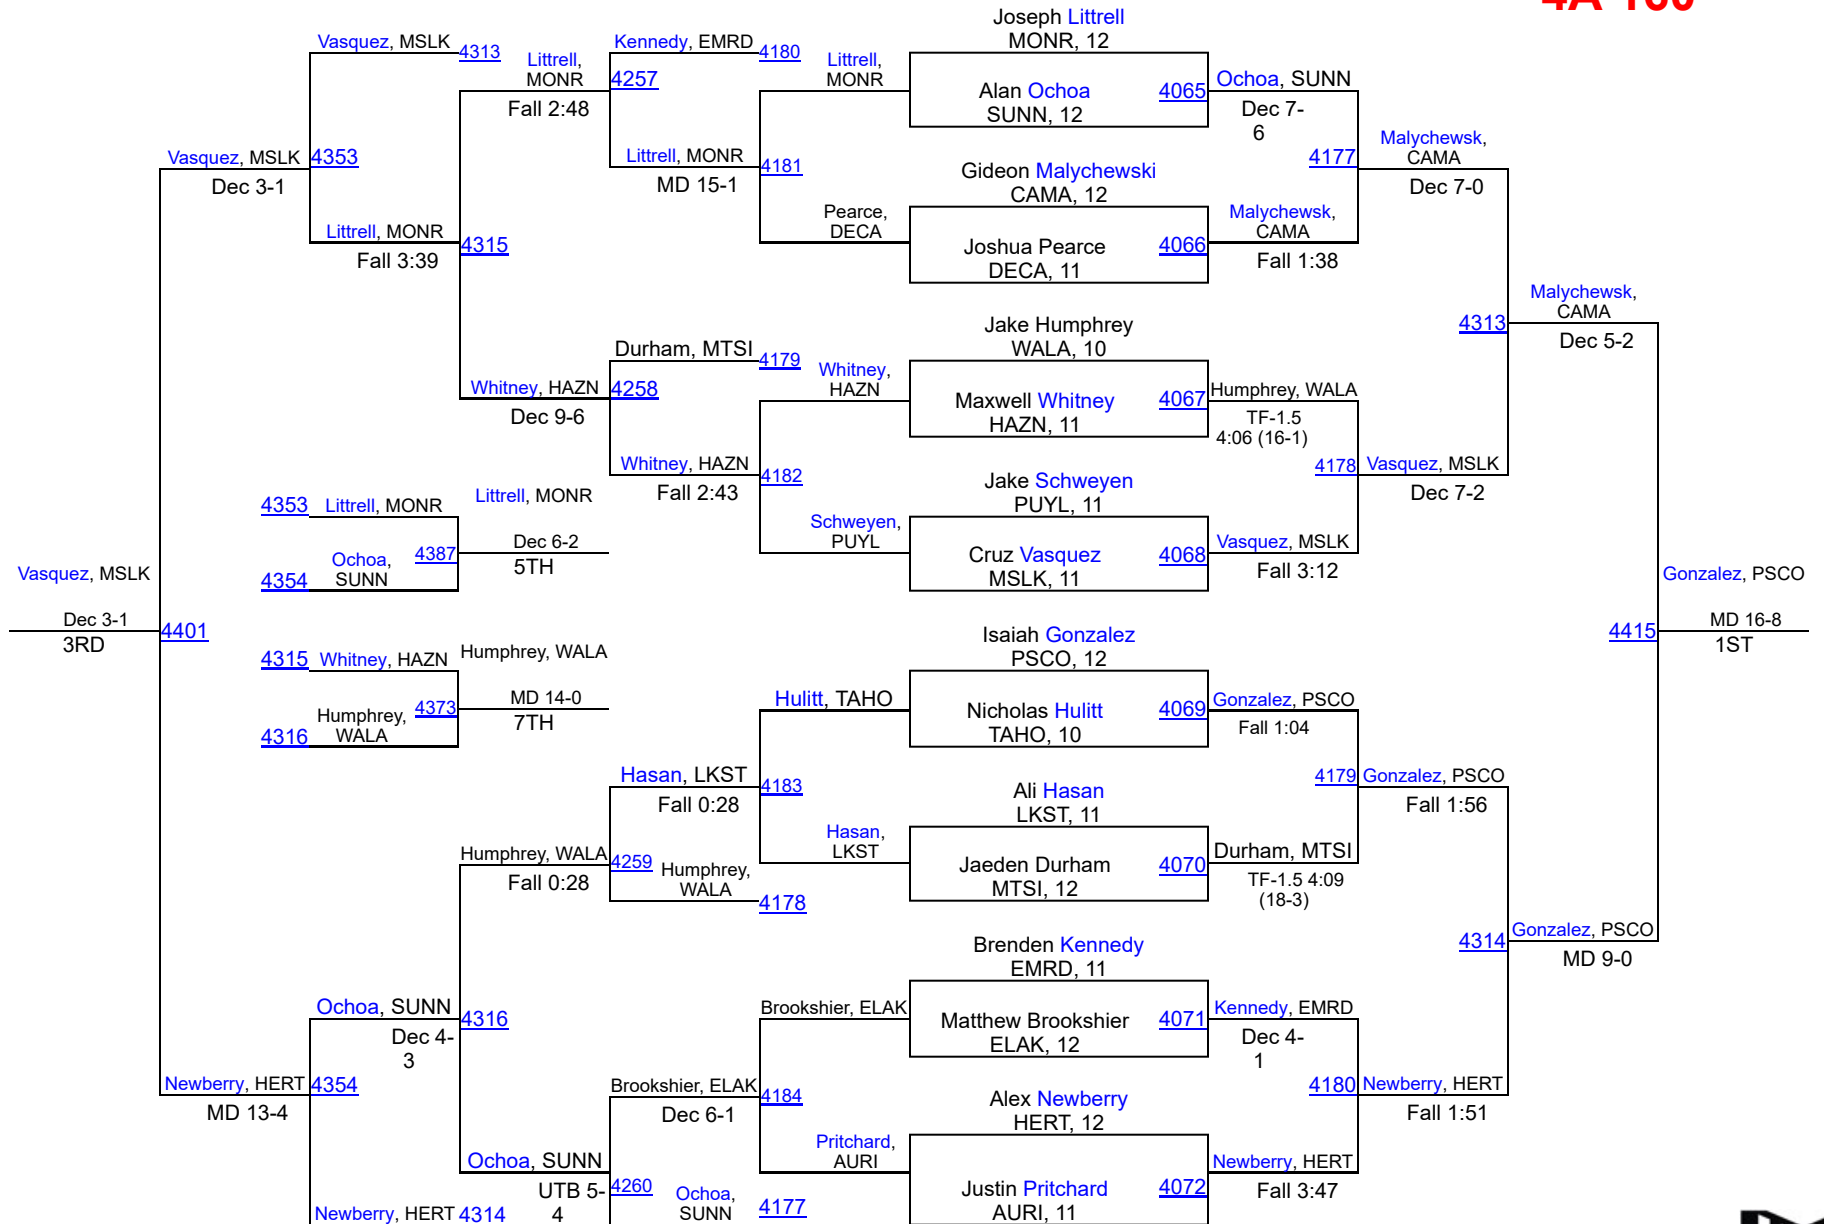 4A-160
Joseph Littrell
MONR, 12
Vasquez, MSLK 4313
Littrell,
MONR
Fall 2:48
Kennedy, EMRD 4180
4257
Littrell,
MONR
Alan Ochoa 4065
SUNN, 12
Ochoa, SUNN
Dec 7-
6
Vasquez, MSLK 4353
Dec 3-1
Littrell, MONR 4181
MD 15-1
Gideon Malychewski
CAMA, 12
4177
Malychewsk,
CAMA
Dec 7-0
Littrell, MONR 4315
Fall 3:39
Pearce,
DECA
Joshua Pearce 4066
DECA, 11
Malychewsk,
CAMA
Fall 1:38
Malychewsk,
CAMA
4313
Dec 5-2
Jake Humphrey
WALA, 10
Durham, MTSI 4179
Whitney, HAZN 4258
Dec 9-6
Whitney,
HAZN
Maxwell Whitney 4067
HAZN, 11
Humphrey, WALA
TF-1.5
4:06 (16-1)
Whitney, HAZN 4182
Fall 2:43
Jake Schweyen
PUYL, 11
4178 Vasquez, MSLK
Dec 7-2
4353 Littrell, MONR
Littrell, MONR
Schweyen,
PUYL
Cruz Vasquez 4068
MSLK, 11
Vasquez, MSLK
Fall 3:12
Ochoa, 4387
SUNN
4354
Dec 6-2
5TH
Vasquez, MSLK
Dec 3-1
3RD
4401
Gonzalez, PSCO
4415
MD 16-8
1ST
Isaiah Gonzalez
PSCO, 12
4315 Whitney, HAZN
Humphrey, WALA
Humphrey, 4373
WALA
4316
MD 14-0
7TH
Hulitt, TAHO
Nicholas Hulitt 4069
TAHO, 10
Gonzalez, PSCO
Fall 1:04
Hasan, LKST 4183
Fall 0:28
Ali Hasan
LKST, 11
4179 Gonzalez, PSCO
Fall 1:56
Humphrey, WALA 4259
Fall 0:28
Humphrey,
WALA
4178
Hasan,
LKST
Jaeden Durham 4070
MTSI, 12
Durham, MTSI
TF-1.5 4:09
(18-3)
Brenden Kennedy
EMRD, 11
4314 Gonzalez, PSCO
MD 9-0
Ochoa, SUNN 4316
Dec 4-
3
Brookshier, ELAK
Matthew Brookshier 4071
ELAK, 12
Kennedy, EMRD
Dec 4-
1
Newberry, HERT 4354
MD 13-4
Brookshier, ELAK 4184
Dec 6-1
Alex Newberry
HERT, 12
4180 Newberry, HERT
Fall 1:51
Pritchard,
AURI
Justin Pritchard 4072
AURI, 11
Newberry, HERT
Fall 3:47
Ochoa, SUNN
UTB 5-
4
4260
Ochoa,
SUNN
4177
Newberry, HERT 4314